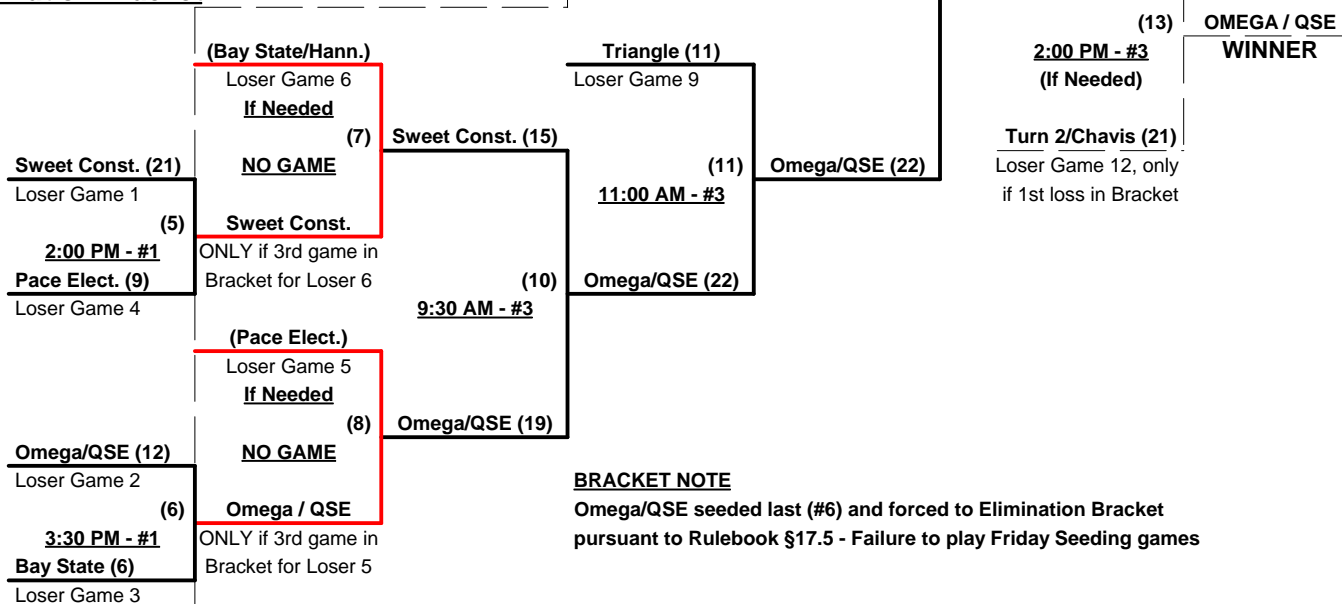 (13) OMEGA / QSE
(Bay State/Hann.) Triangle (11) 2:00 PM - #3 WINNER
Loser Game 6 Loser Game 9 (If Needed)
If Needed
(7) Sweet Const. (15) Turn 2/Chavis (21)
Sweet Const. (21) NO GAME (11) Omega/QSE (22) Loser Game 12, only
Loser Game 1 11:00 AM - #3 if 1st loss in Bracket
(5) Sweet Const.
2:00 PM - #1 ONLY if 3rd game in
Pace Elect. (9) Bracket for Loser 6 (10) Omega/QSE (22)
Loser Game 4 9:30 AM - #3
(Pace Elect.)
Loser Game 5
If Needed
(8) Omega/QSE (19)
Omega/QSE (12) NO GAME
Loser Game 2 BRACKET NOTE
(6) Omega / QSE Omega/QSE seeded last (#6) and forced to Elimination Bracket
3:30 PM - #1 ONLY if 3rd game in pursuant to Rulebook §17.5 - Failure to play Friday Seeding games
Bay State (6) Bracket for Loser 5
Loser Game 3